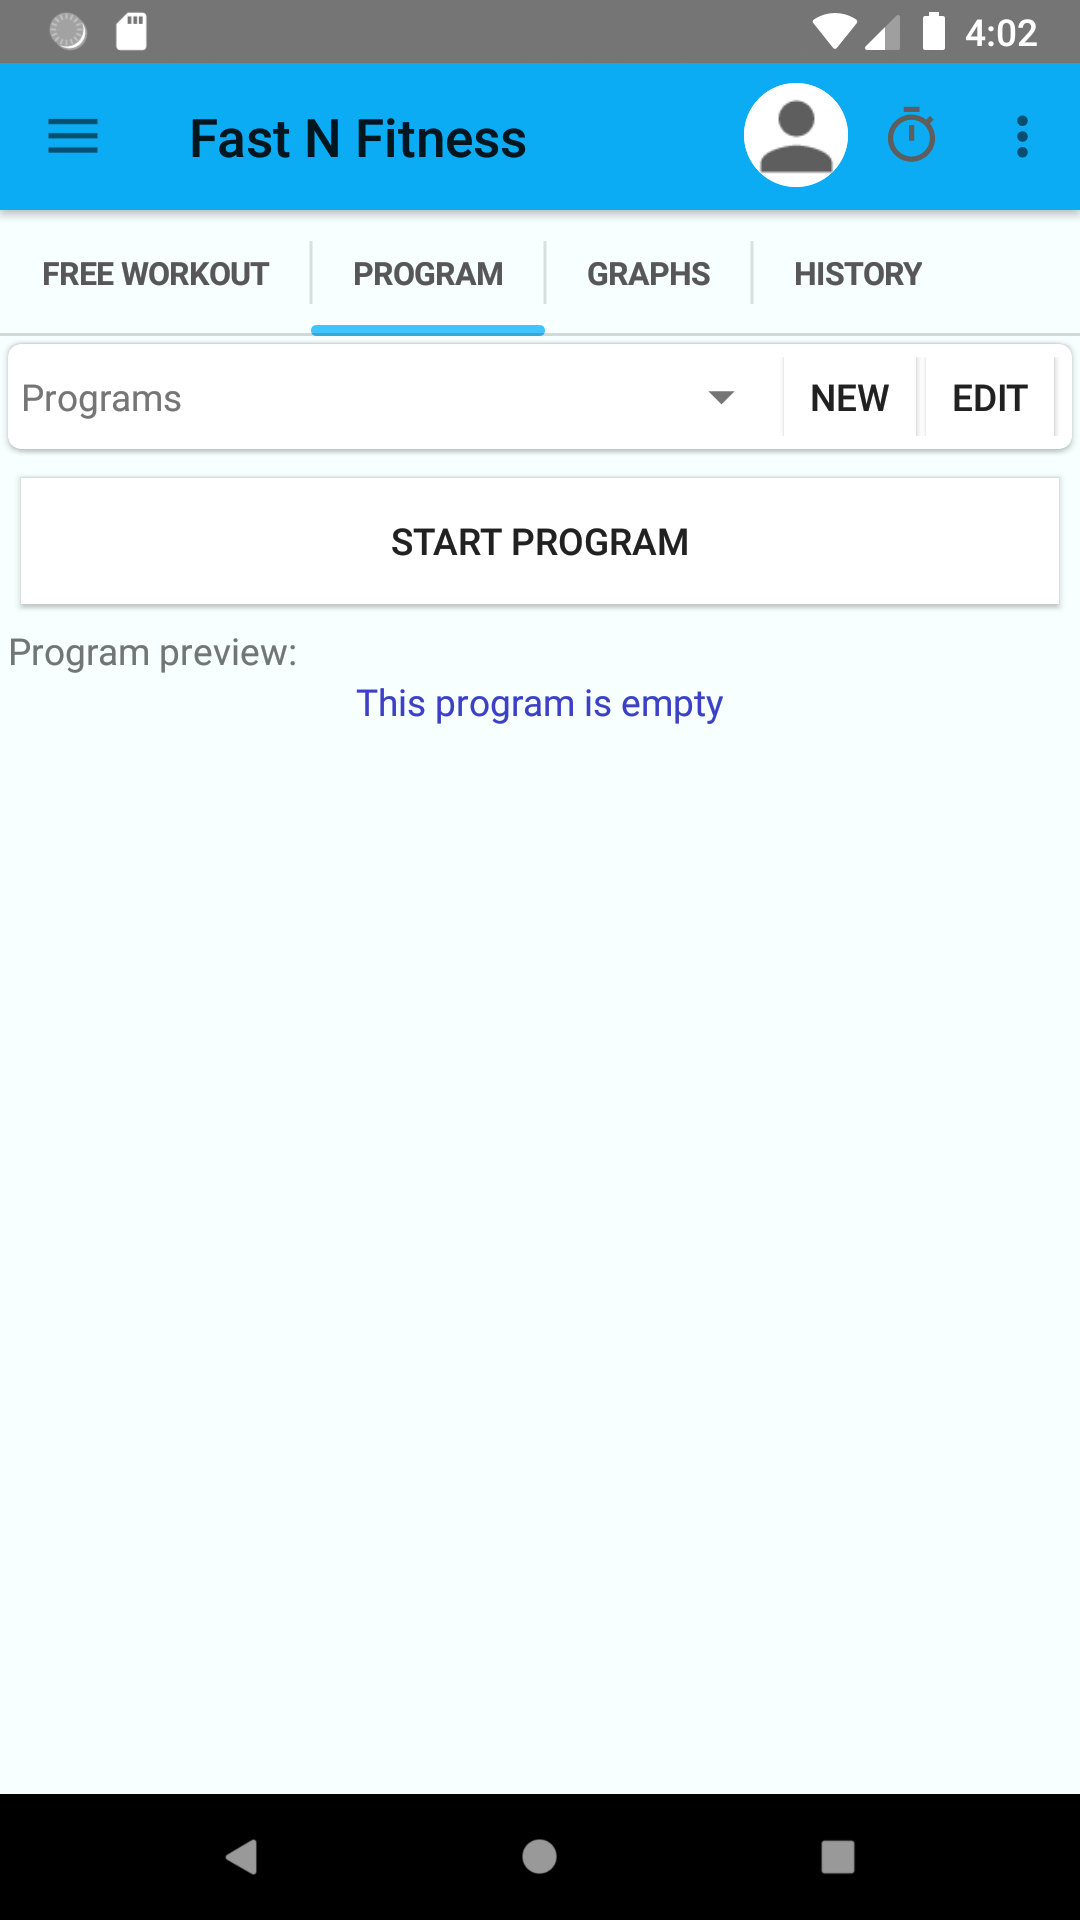 4:02
Fast N Fitness
FREE WORKOUT
PROGRAM
GRAPHS
HISTORY
Programs
NEW
EDIT
START PROGRAM
Program preview:
This program is empty